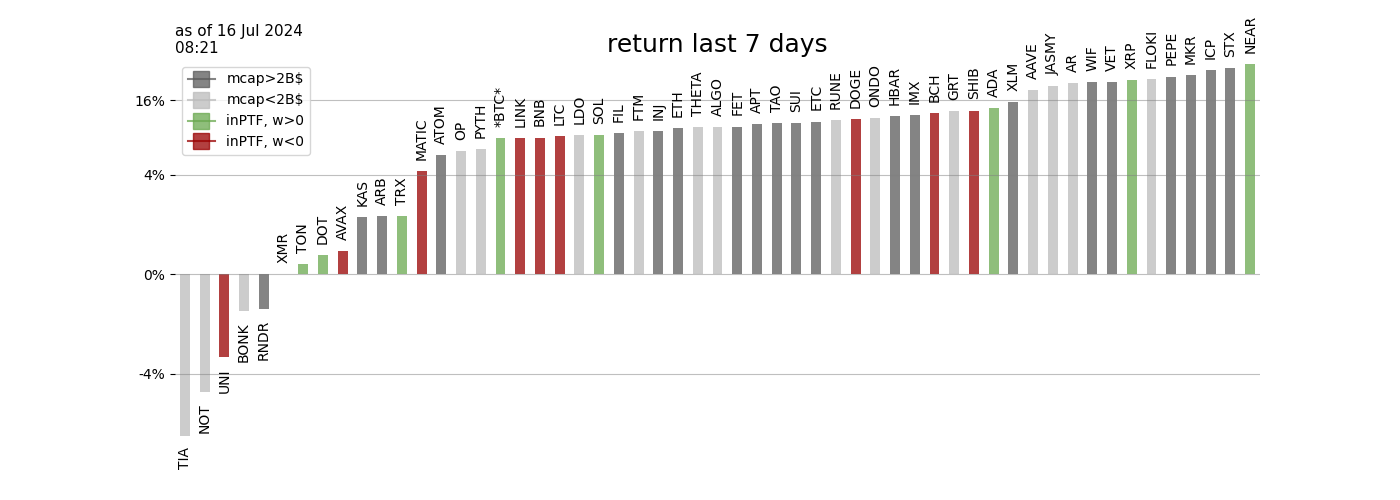 as of 16 Jul 2024
08:21
return last 7 days
mcap>2B$
mcap<2B$
inPTF, w>0
inPTF, w<0
16%
4%
0%
-4%
TIA
NOT
UNI
BONK
RNDR
XMR
TON
DOT
AVAX
KAS
ARB
TRX
MATIC
ATOM
OP
PYTH
*BTC*
LINK
BNB
LTC
LDO
SOL
FIL
FTM
INJ
ETH
THETA
ALGO
FET
APT
TAO
SUI
ETC
RUNE
DOGE
ONDO
HBAR
IMX
BCH
GRT
SHIB
ADA
XLM
AAVE
JASMY
AR
WIF
VET
XRP
FLOKI
PEPE
MKR
ICP
STX
NEAR